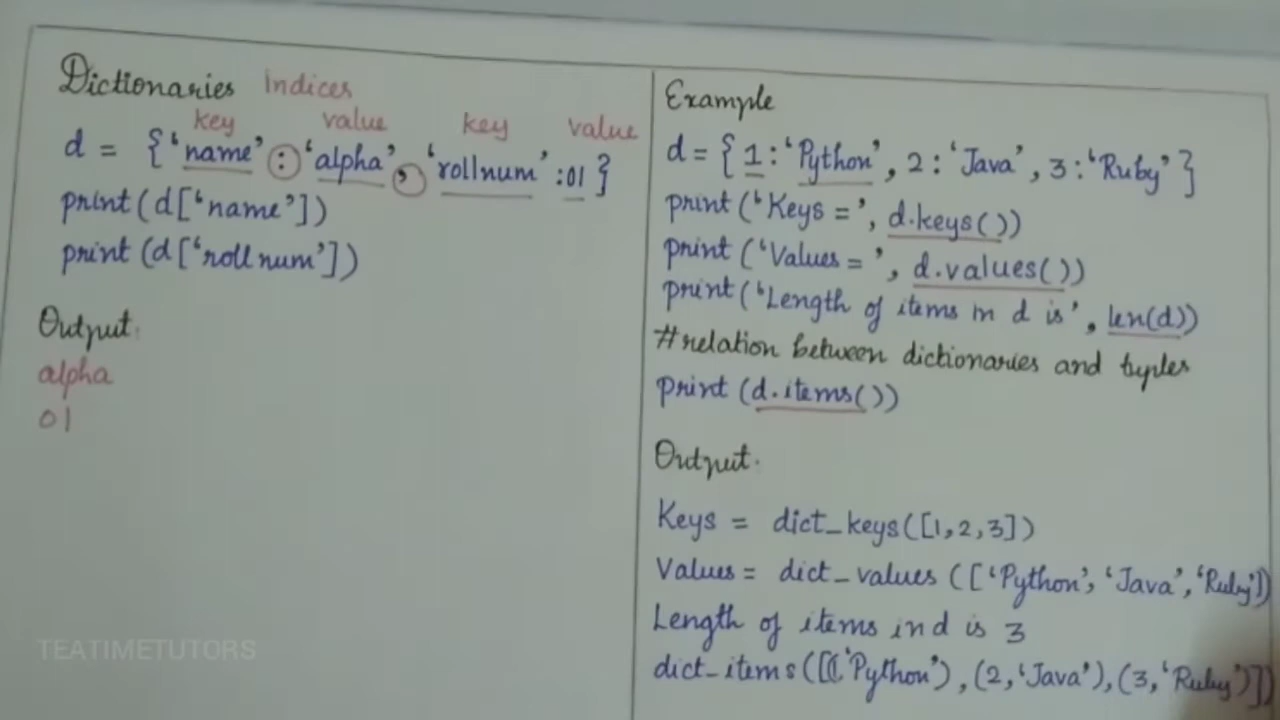 Dictionaries indices
key value key value
d = {'name' : 'alpha', 'rollnum' :01}
print(d['name'])
print(d['rollnum'])
Output:
alpha
01
TEATIMETUTORS
Example
d = {1:'Python', 2:'Java', 3:'Ruby'}
print('Keys =', d.keys())
print('Values = ', d.values())
print('Length of items in d is', len(d))
#relation between dictionaries and tuples
print(d.items())
Output:
Keys = dict_keys([1,2,3])
Values = dict_values(['Python', 'Java', 'Ruby'])
Length of items in d is 3
dict_items([('Python'), (2,'Java'), (3,'Ruby')])